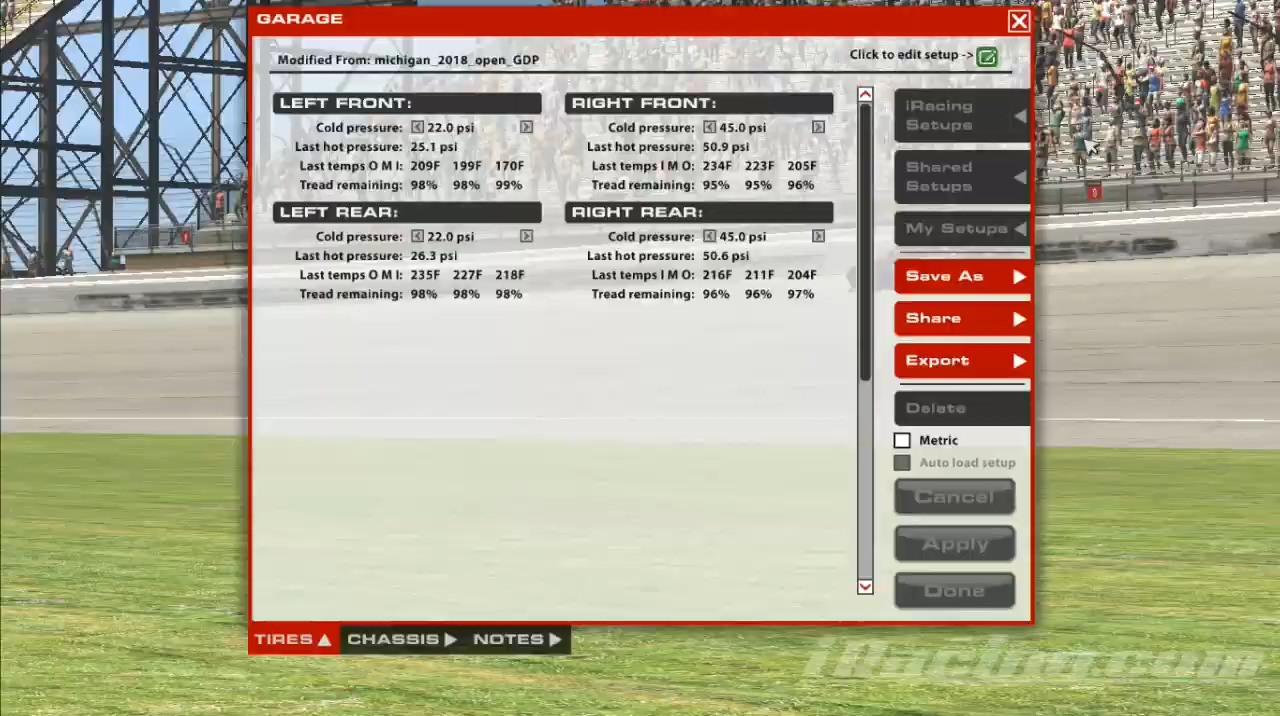 GARAGE
Modified From: michigan_2018_open_GDP
Click to edit setup ->
LEFT FRONT:
Cold pressure: 22.0 psi
Last hot pressure: 25.1 psi
Last temps O M I: 209F 199F 170F
Tread remaining: 98% 98% 99%
RIGHT FRONT:
Cold pressure: 45.0 psi
Last hot pressure: 50.9 psi
Last temps I M O: 234F 223F 205F
Tread remaining: 95% 95% 96%
LEFT REAR:
Cold pressure: 22.0 psi
Last hot pressure: 26.3 psi
Last temps O M I: 235F 227F 218F
Tread remaining: 98% 98% 98%
RIGHT REAR:
Cold pressure: 45.0 psi
Last hot pressure: 50.6 psi
Last temps I M O: 216F 211F 204F
Tread remaining: 96% 96% 97%
iRacing
Setups
Shared
Setups
My Setups
Save As
Share
Export
Delete
Metric
Auto load setup
Cancel
Apply
Done
TIRES
CHASSIS
NOTES
iRacing.com